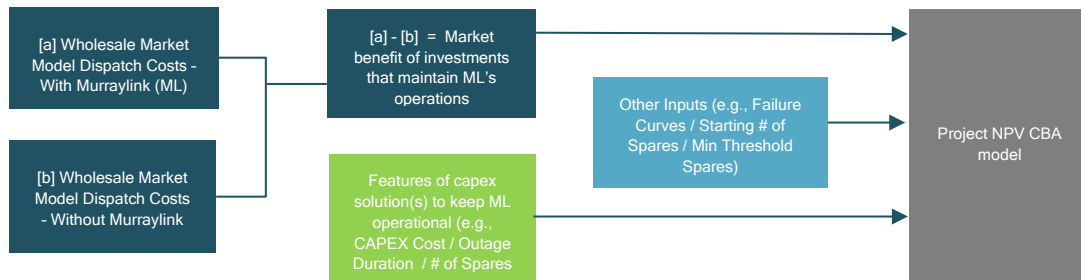 [a] Wholesale Market
Model Dispatch Costs -
With Murraylink (ML)
[b] Wholesale Market
Model Dispatch Costs
- Without Murraylink
[a] - [b] = Market
benefit of investments
that maintain ML's
operations
Features of capex
solution(s) to keep ML
operational (e.g.,
CAPEX Cost / Outage
Duration / # of Spares
Other Inputs (e.g., Failure
Curves / Starting # of
Spares / Min Threshold
Spares)
Project NPV CBA
model